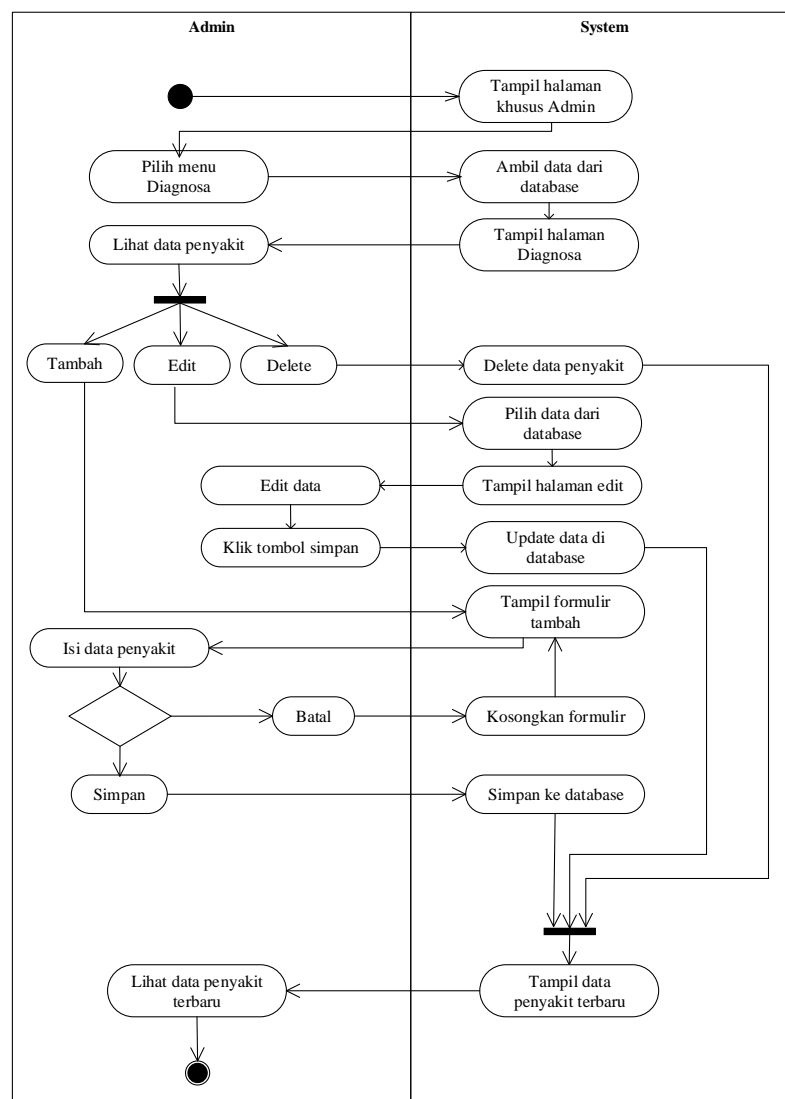 Admin
System
Tampil halaman
khusus Admin
Pilih menu
Diagnosa
Ambil data dari
database
Lihat data penyakit
Tampil halaman
Diagnosa
Tambah
Edit
Delete
Delete data penyakit
Pilih data dari
database
Edit data
Tampil halaman edit
Klik tombol simpan
Update data di
database
Tampil formulir
tambah
Isi data penyakit
Batal
Kosongkan formulir
Simpan
Simpan ke database
Lihat data penyakit
terbaru
Tampil data
penyakit terbaru